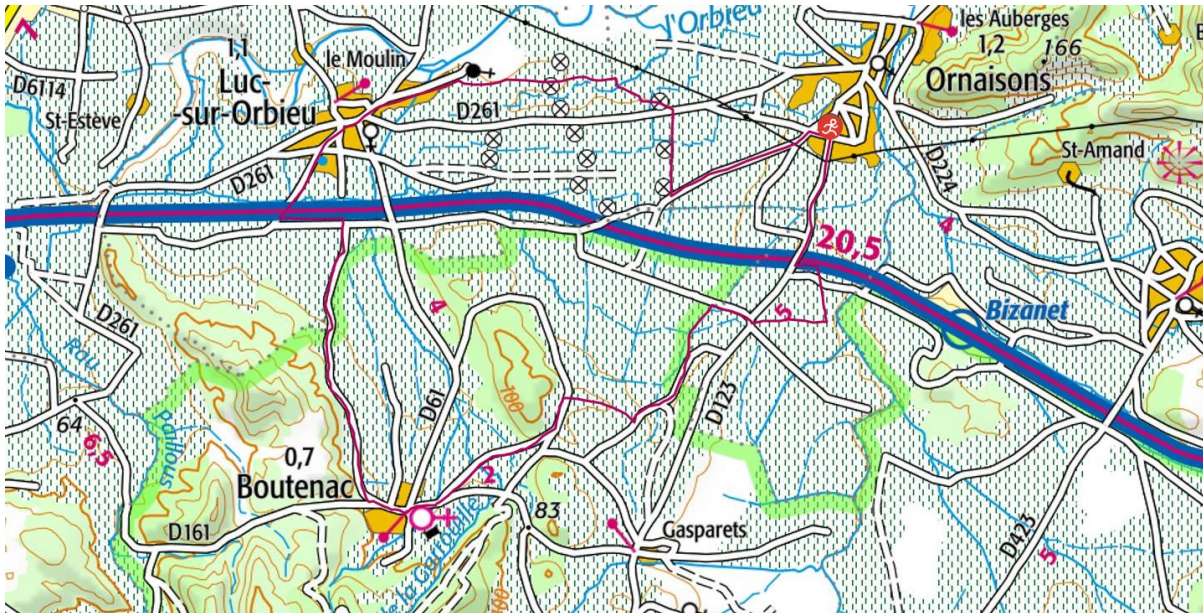 l'Orbieu
les Auberges
1,2
166
Ornaisons
1,1
le Moulin
Luc-
-sur-Orbieu
D6114
St-Estève
D261
D261
St-Amand
D224
4
20,5
Bizanet
D261
Rau
4
5
64
6,5
Pallous
D61
100
D123
0,7
Boutenac
2
83
D161
Gasparets
D423
5